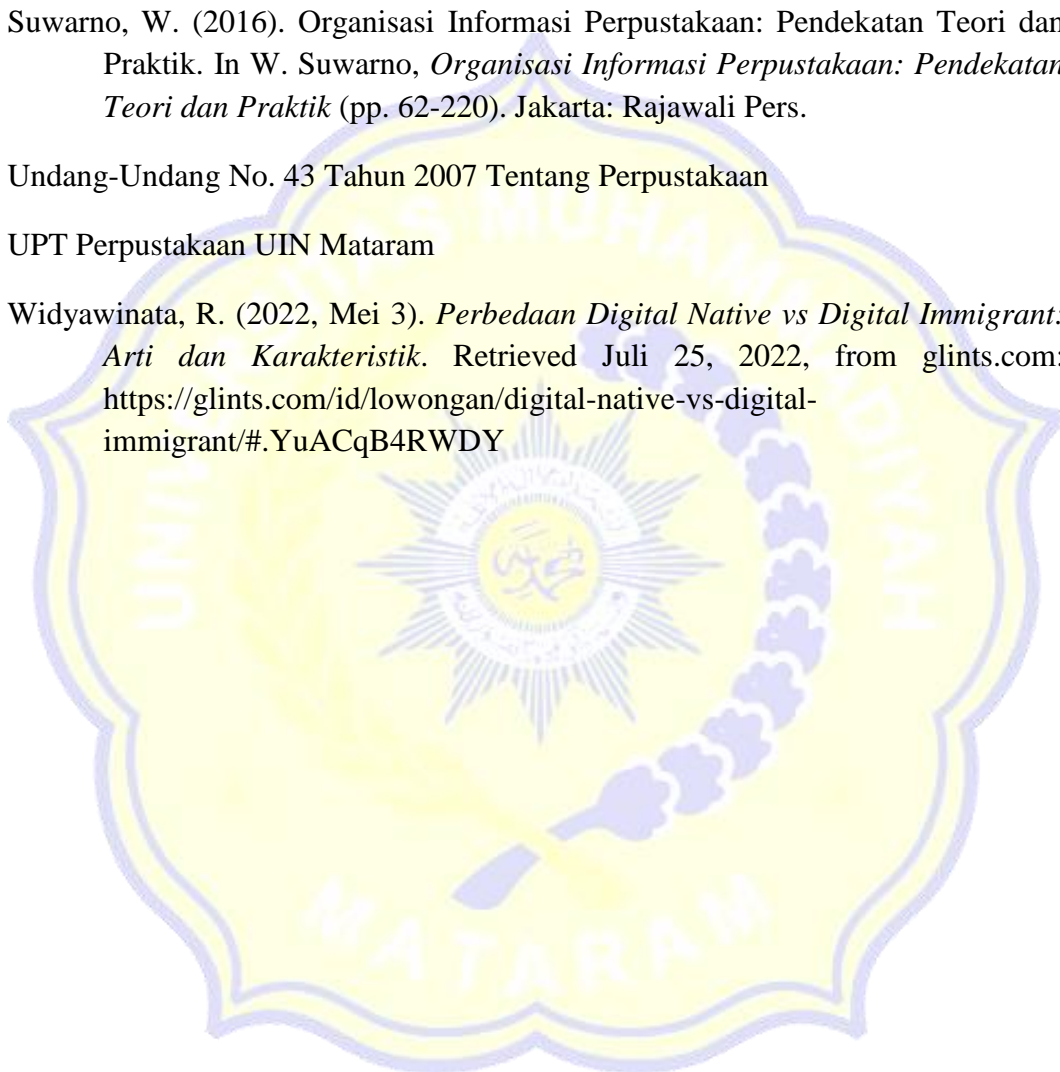 Suwarno, W. (2016). Organisasi Informasi Perpustakaan: Pendekatan Teori dan
Praktik. In W. Suwarno, Organisasi Informasi Perpustakaan: Pendekatan
Teori dan Praktik (pp. 62-220). Jakarta: Rajawali Pers.
Undang-Undang No. 43 Tahun 2007 Tentang Perpustakaan
UPT Perpustakaan UIN Mataram
Widyawinata, R. (2022, Mei 3). Perbedaan Digital Native vs Digital Immigrant:
Arti dan Karakteristik. Retrieved Juli 25, 2022, from glints.com:
https://glints.com/id/lowongan/digital-native-vs-digital-
immigrant/#.YuACqB4RWDY
UNIVERSITAS MUHAMMADIYAH
MATARAM